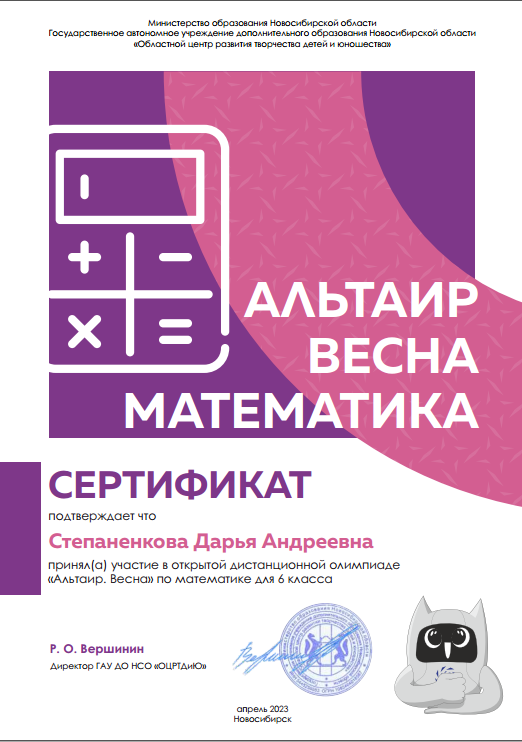 Министерство образования Новосибирской области
Государственное автономное учреждение дополнительного образования Новосибирской области
«Областной центр развития творчества детей и юношества»
АЛЬТАИР
ВЕСНА
МАТЕМАТИКА
СЕРТИФИКАТ
подтверждает что
Степаненкова Дарья Андреевна
принял(а) участие в открытой дистанционной олимпиаде
«Альтаир. Весна» по математике для 6 класса
Р. О. Вершинин
Директор ГАУ ДО НСО «ОЦРТДиЮ»
апрель 2023
Новосибирск